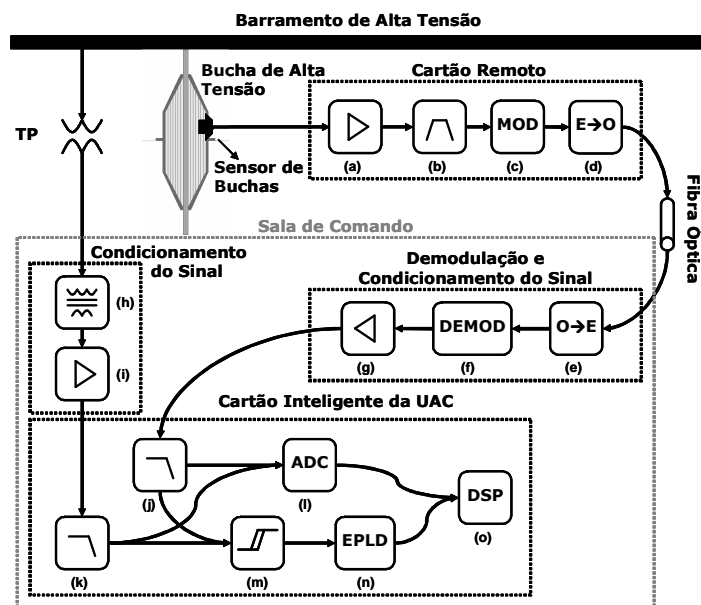 Barramento de Alta Tensão
Bucha de Alta
Tensão
Cartão Remoto
TP
MOD
E→O
(a)
(b)
(c)
(d)
Sensor de
Buchas
Fibra Optica
Sala de Comando
Condicionamento
do Sinal
Demodulação e
Condicionamento do Sinal
(h)
DEMOD
O→E
(g)
(f)
(e)
(i)
Cartão Inteligente da UAC
ADC
DSP
(j)
(l)
(o)
EPLD
(k)
(m)
(n)